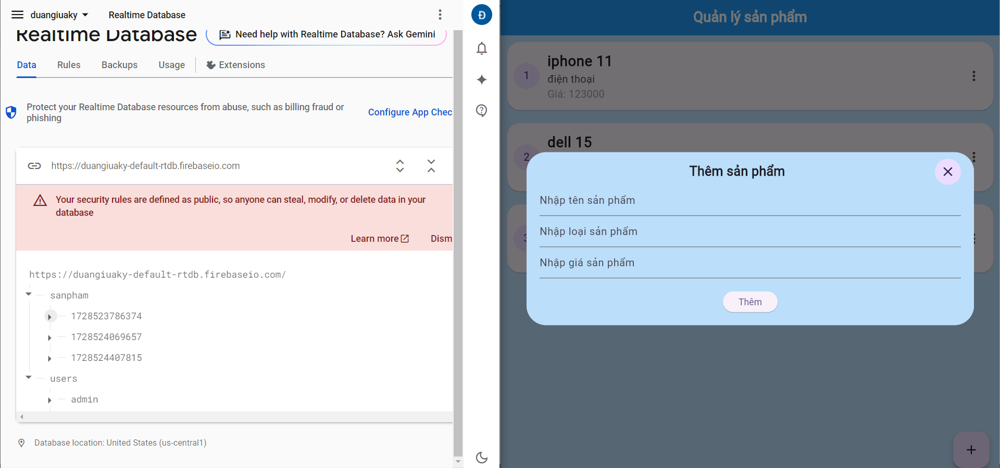 duangiuaky
Realtime Database
Realtime Database
Need help with Realtime Database? Ask Gemini
Data
Rules
Backups
Usage
Extensions
Protect your Realtime Database resources from abuse, such as billing fraud or
phishing
Configure App Chec
https://duangiuaky-default-rtdb.firebaseio.com
Your security rules are defined as public, so anyone can steal, modify, or delete data in your
database
Learn more
Dism
https://duangiuaky-default-rtdb.firebaseio.com/
sanpham
1728523786374
1728524069657
1728524407815
users
admin
Database location: United States (us-central1)
Đ
Quản lý sản phẩm
1
iphone 11
điện thoại
Giá: 123000
2
dell 15
3
Thêm sản phẩm
Nhập tên sản phẩm
Nhập loại sản phẩm
Nhập giá sản phẩm
Thêm